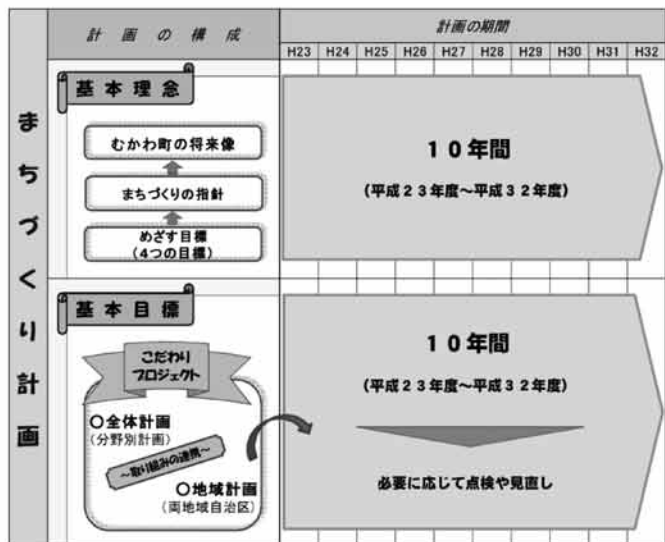 まちづくり計画
計画の構成
計画の期間
H23 H24 H25 H26 H27 H28 H29 H30 H31 H32
基本理念
むかわ町の将来像
まちづくりの指針
めざす目標
(4つの目標)
10年間
(平成23年度~平成32年度)
基本目標
こだわり
プロジェクト
○全体計画
(分野別計画)
~取り組みの連携~
○地域計画
(両地域自治区)
10年間
(平成23年度~平成32年度)
必要に応じて点検や見直し